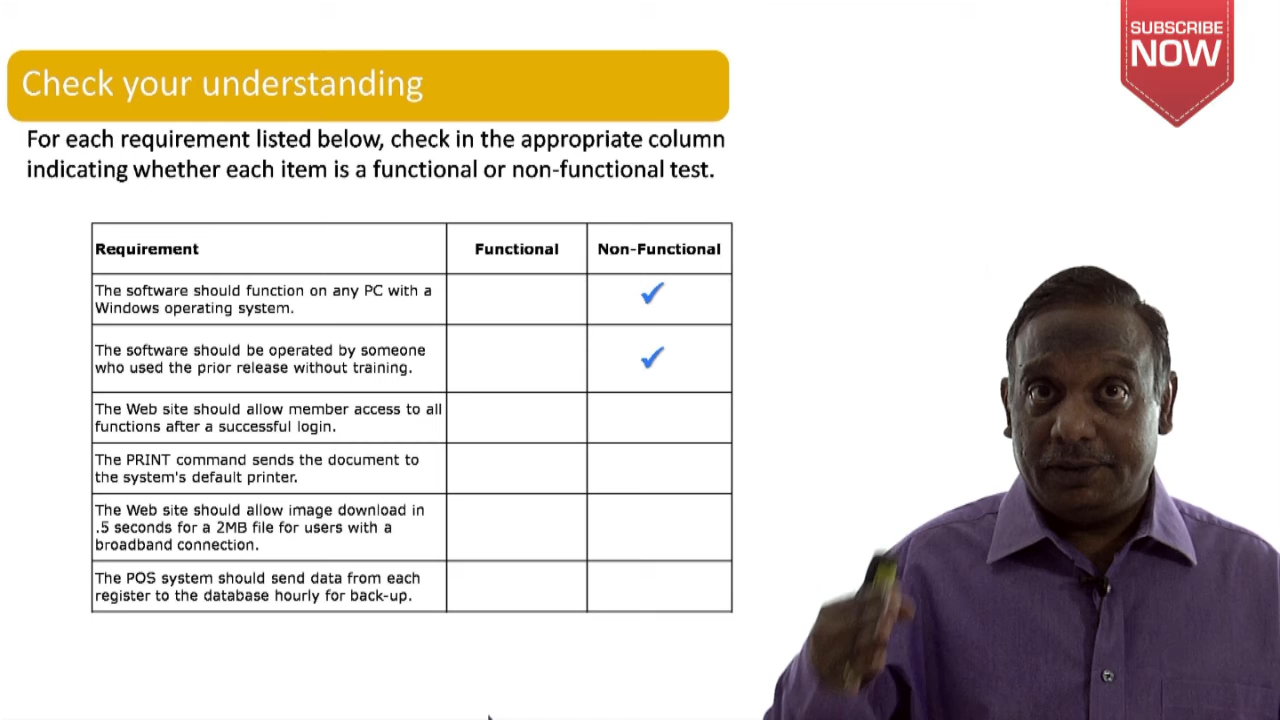 SUBSCRIBE
NOW
Check your understanding
For each requirement listed below, check in the appropriate column
indicating whether each item is a functional or non-functional test.
Requirement Functional Non-Functional
The software should function on any PC with a
Windows operating system.
The software should be operated by someone
who used the prior release without training.
The Web site should allow member access to all
functions after a successful login.
The PRINT command sends the document to
the system's default printer.
The Web site should allow image download in
.5 seconds for a 2MB file for users with a
broadband connection.
The POS system should send data from each
register to the database hourly for back-up.